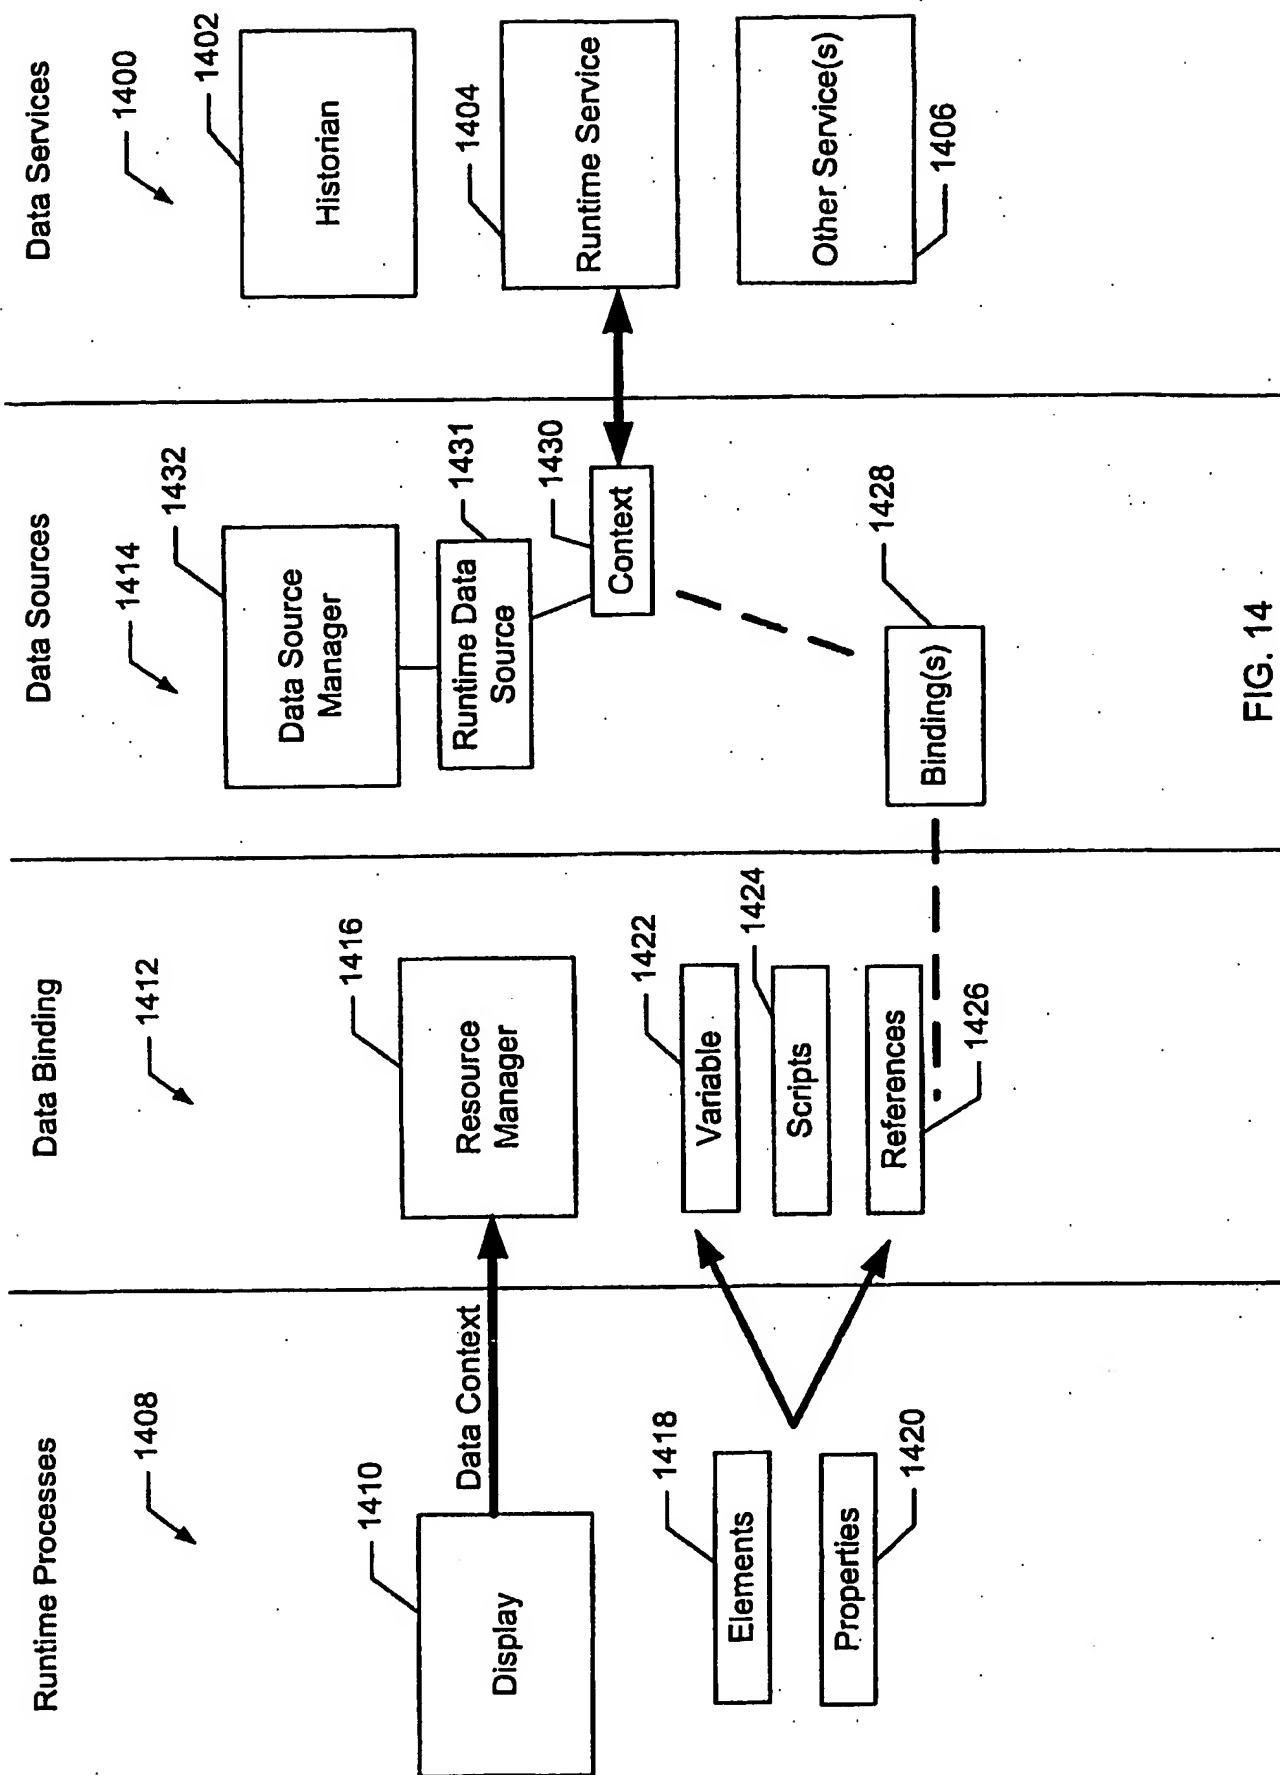 Runtime Processes
Data Binding
Data Sources
Data Services
1408
1412
1414
1400
1410
Display
Data Context
1416
Resource
Manager
1432
Data Source
Manager
1431
Runtime Data
Source
1430
Context
1402
Historian
1404
Runtime Service
Other Service(s)
1406
1418
Elements
Properties
1420
1422
Variable
1424
Scripts
References
1426
1428
Binding(s)
FIG. 14